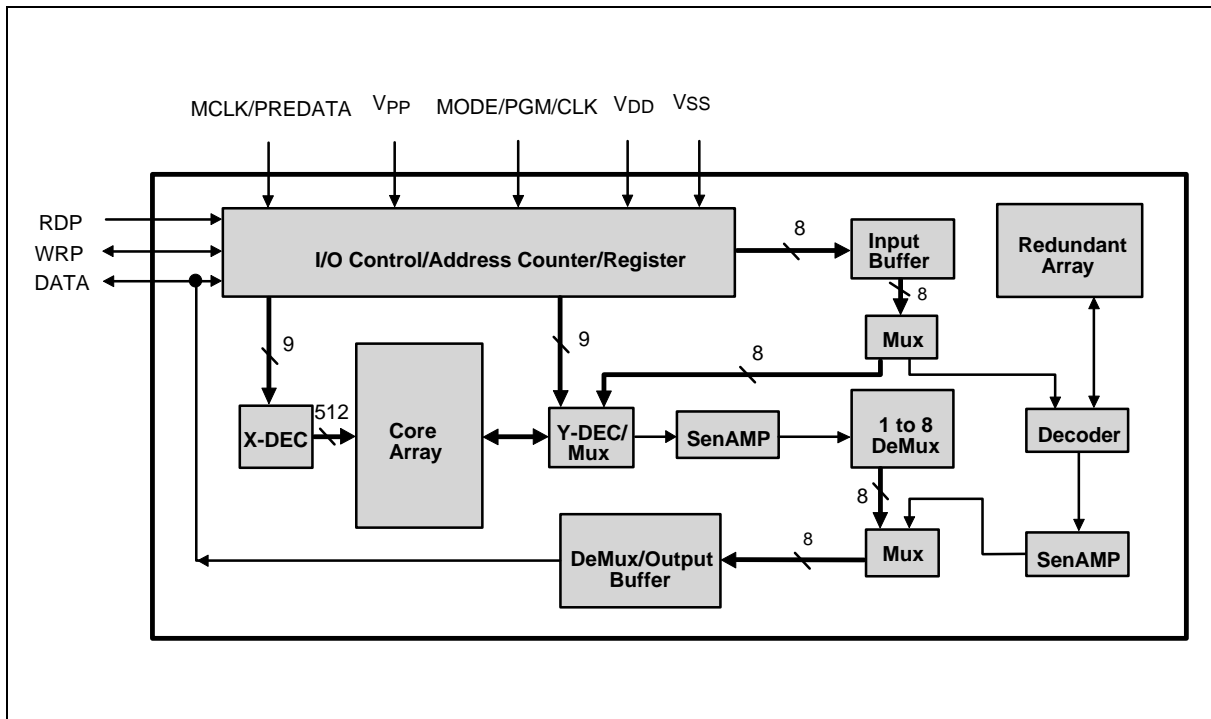 MCLK/PREDATA
VPP
MODE/PGM/CLK
VDD
VSS
RDP
WRP
DATA
I/O Control/Address Counter/Register
8
Input
Buffer
Redundant
Array
8
9
9
8
Mux
512
X-DEC
Core
Array
Y-DEC/
Mux
SenAMP
1 to 8
DeMux
Decoder
8
DeMux/Output
Buffer
8
Mux
SenAMP